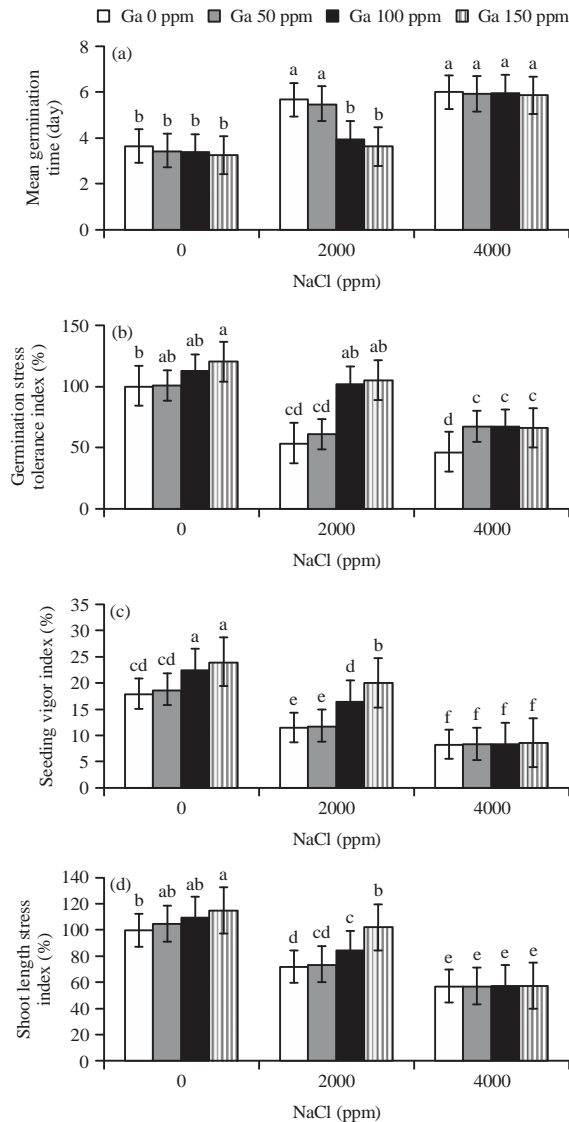 Ga 0 ppm Ga 50 ppm Ga 100 ppm Ga 150 ppm
(a)
Mean germination
time (day)
8
6
4
2
0
b b b b
a a b b
a a a a
0 2000 4000
NaCl (ppm)
(b)
Germination stress
tolerance index (%)
150
100
50
0
b ab ab a
cd cd ab ab
d c c c
0 2000 4000
NaCl (ppm)
(c)
Seeding vigor index (%)
35
30
25
20
15
10
5
0
cd cd a a
e e d b
f f f f
0 2000 4000
NaCl (ppm)
(d)
Shoot length stress
index (%)
140
120
100
80
60
40
20
0
b ab ab a
d cd c b
e e e e
0 2000 4000
NaCl (ppm)